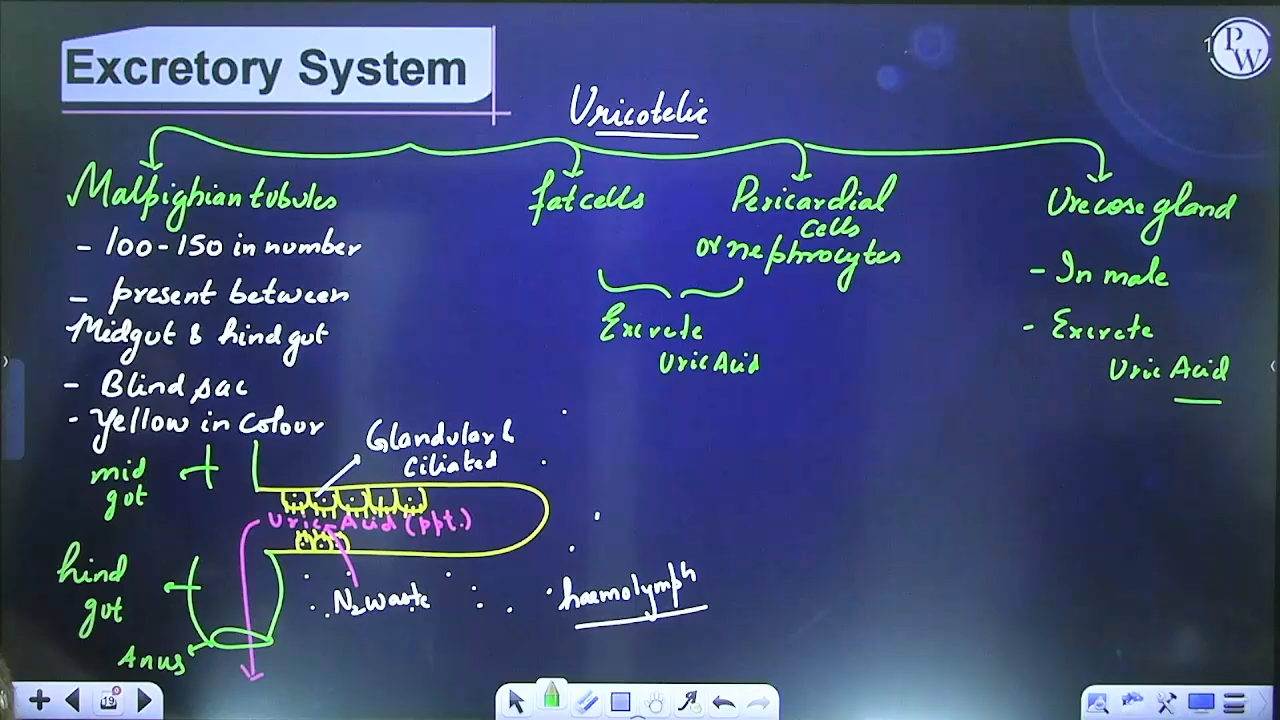 Excretory System
PW
Uricotelic
Malpighian tubules
- 100-150 in number
- present between
Midgut & hind gut
- Blind sac
- Yellow in colour
fat cells
Pericardial
cells
or nephrocytes
Excrete
Uric Acid
Urecose gland
- In male
- Excrete
Uric Acid
Glandular &
ciliated
mid
gut
Uric Acid (ppt.)
hind
gut
N2 waste
haemolymph
Anus
19